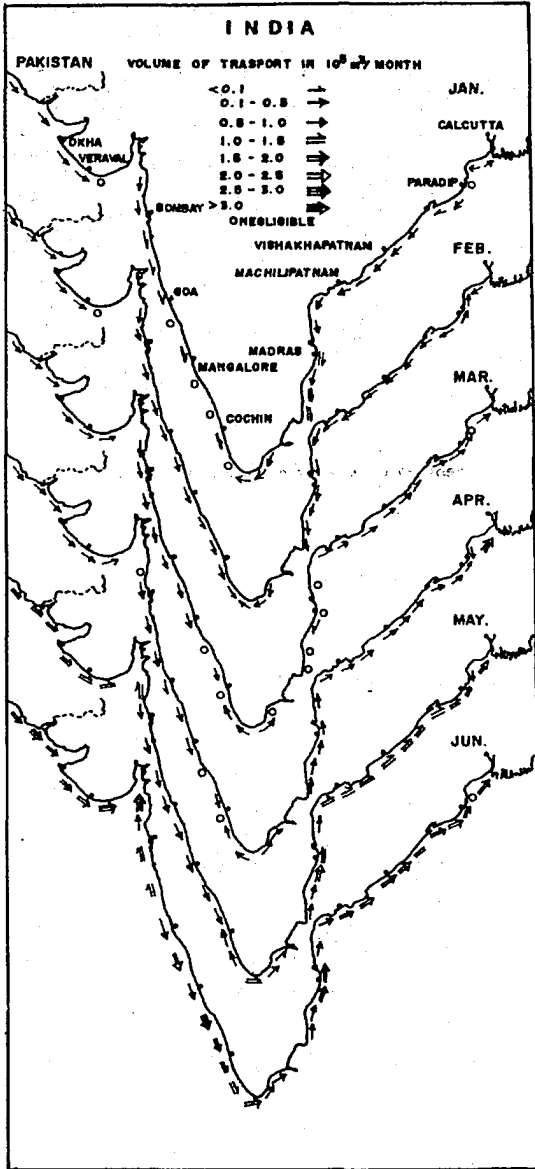 INDIA
PAKISTAN
VOLUME OF TRASPORT IN 10⁵ m³/ MONTH
<0.1
0.1 - 0.5
0.5 - 1.0
1.0 - 1.5
1.5 - 2.0
2.0 - 2.5
2.5 - 3.0
>3.0
O NEGLIGIBLE
JAN.
CALCUTTA
OKHA
VERAVAL
PARADIP
BOMBAY
VISHAKHAPATNAM
FEB.
MACHILIPATNAM
GOA
MADRAS
MANGALORE
MAR.
COCHIN
APR.
MAY.
JUN.